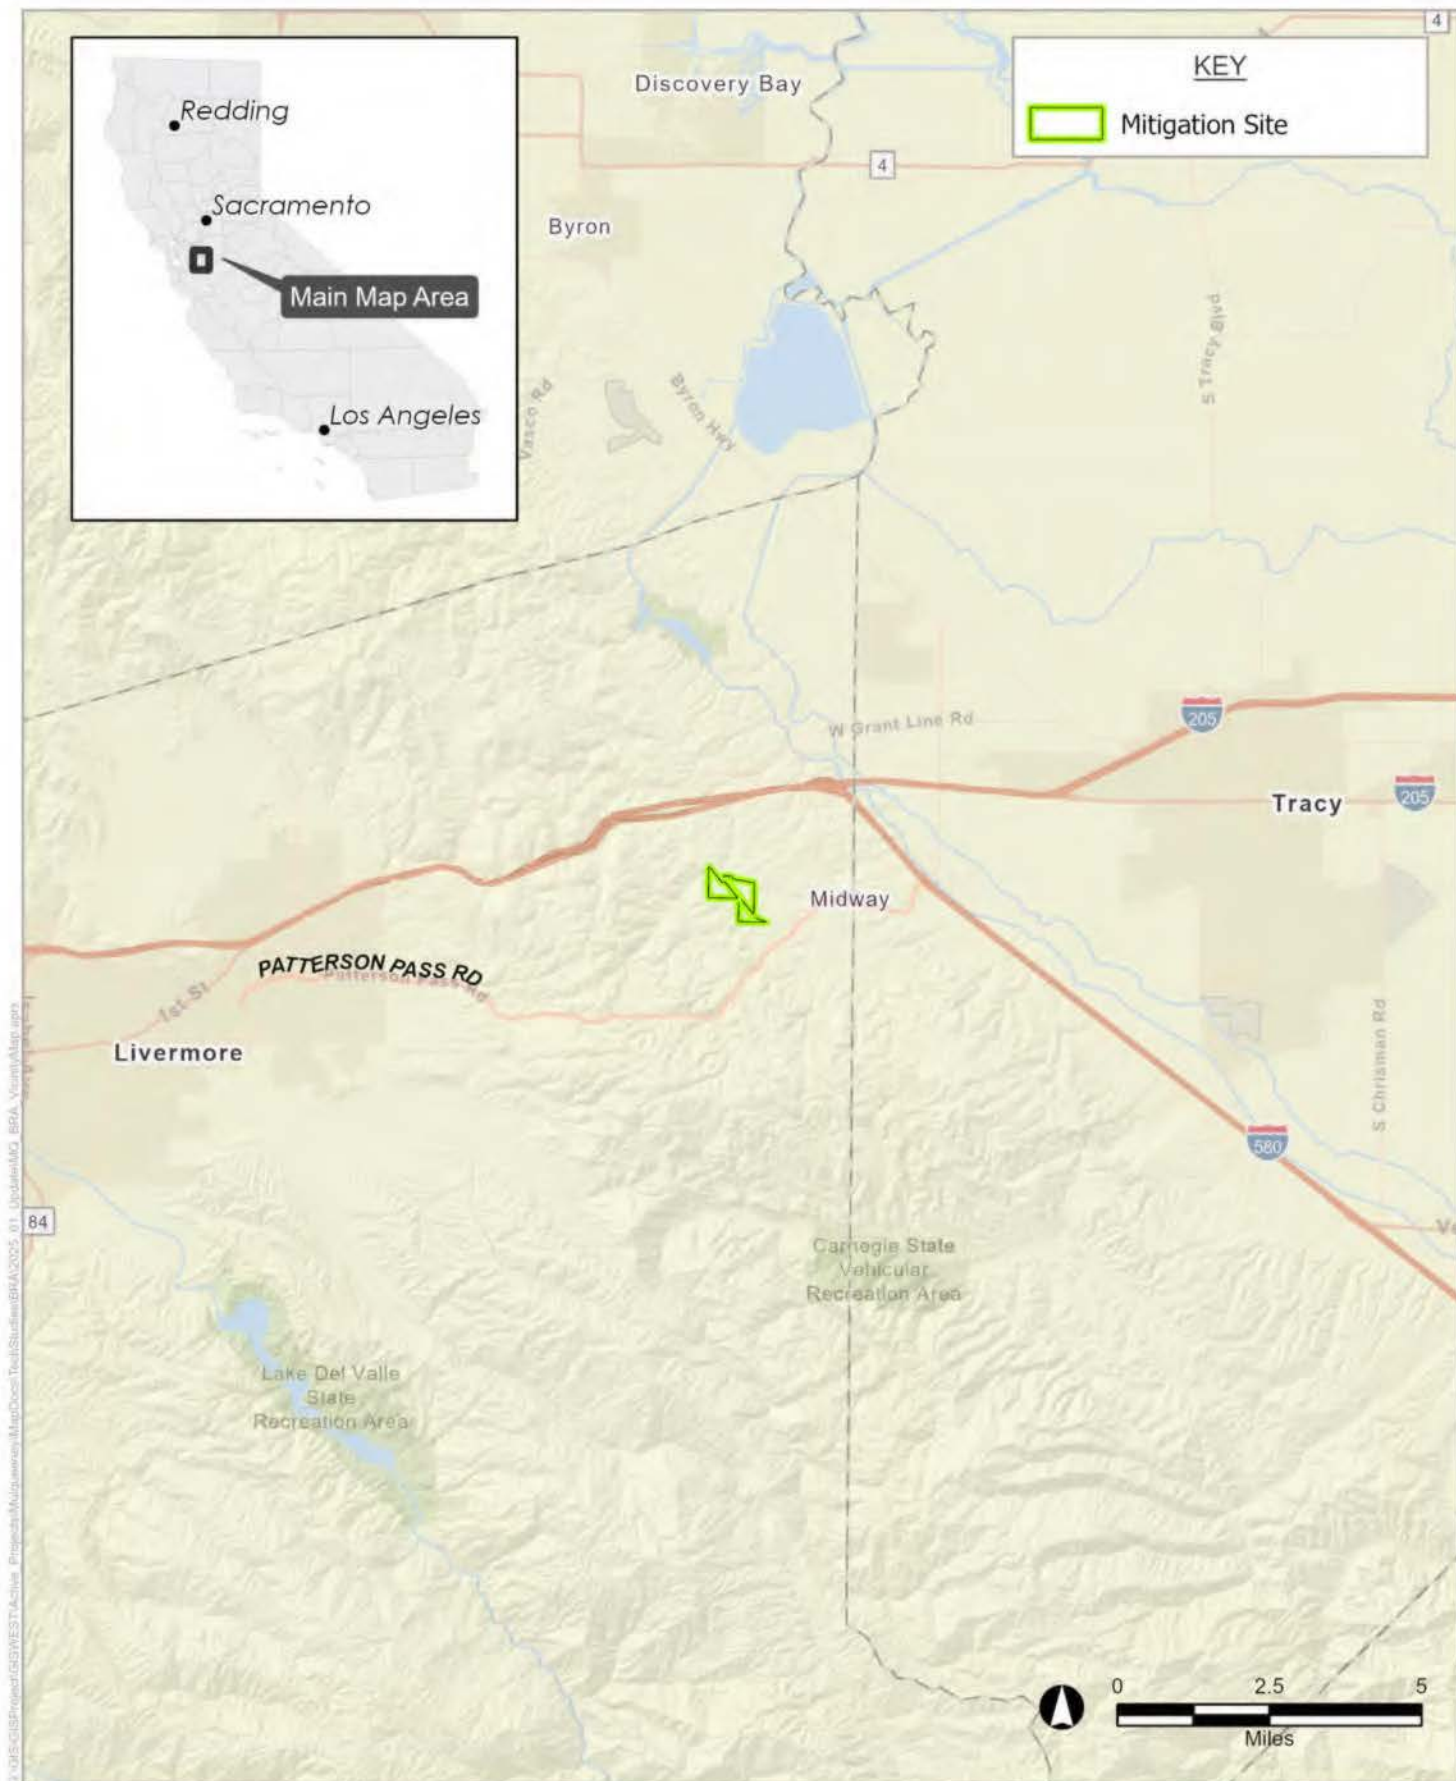 4
Redding
Sacramento
Main Map Area
Los Angeles
KEY
Mitigation Site
Discovery Bay
4
Byron
S Tracy Blvd
Vasco Rd
Byron Hwy
W Grant Line Rd
205
Tracy
205
Midway
PATTERSON PASS RD
Patterson Pass Rd
1st St
Livermore
S Chrisman Rd
580
84
Carnegie State
Vehicular
Recreation Area
Lake Del Valle
State
Recreation Area
0 2.5 5
Miles